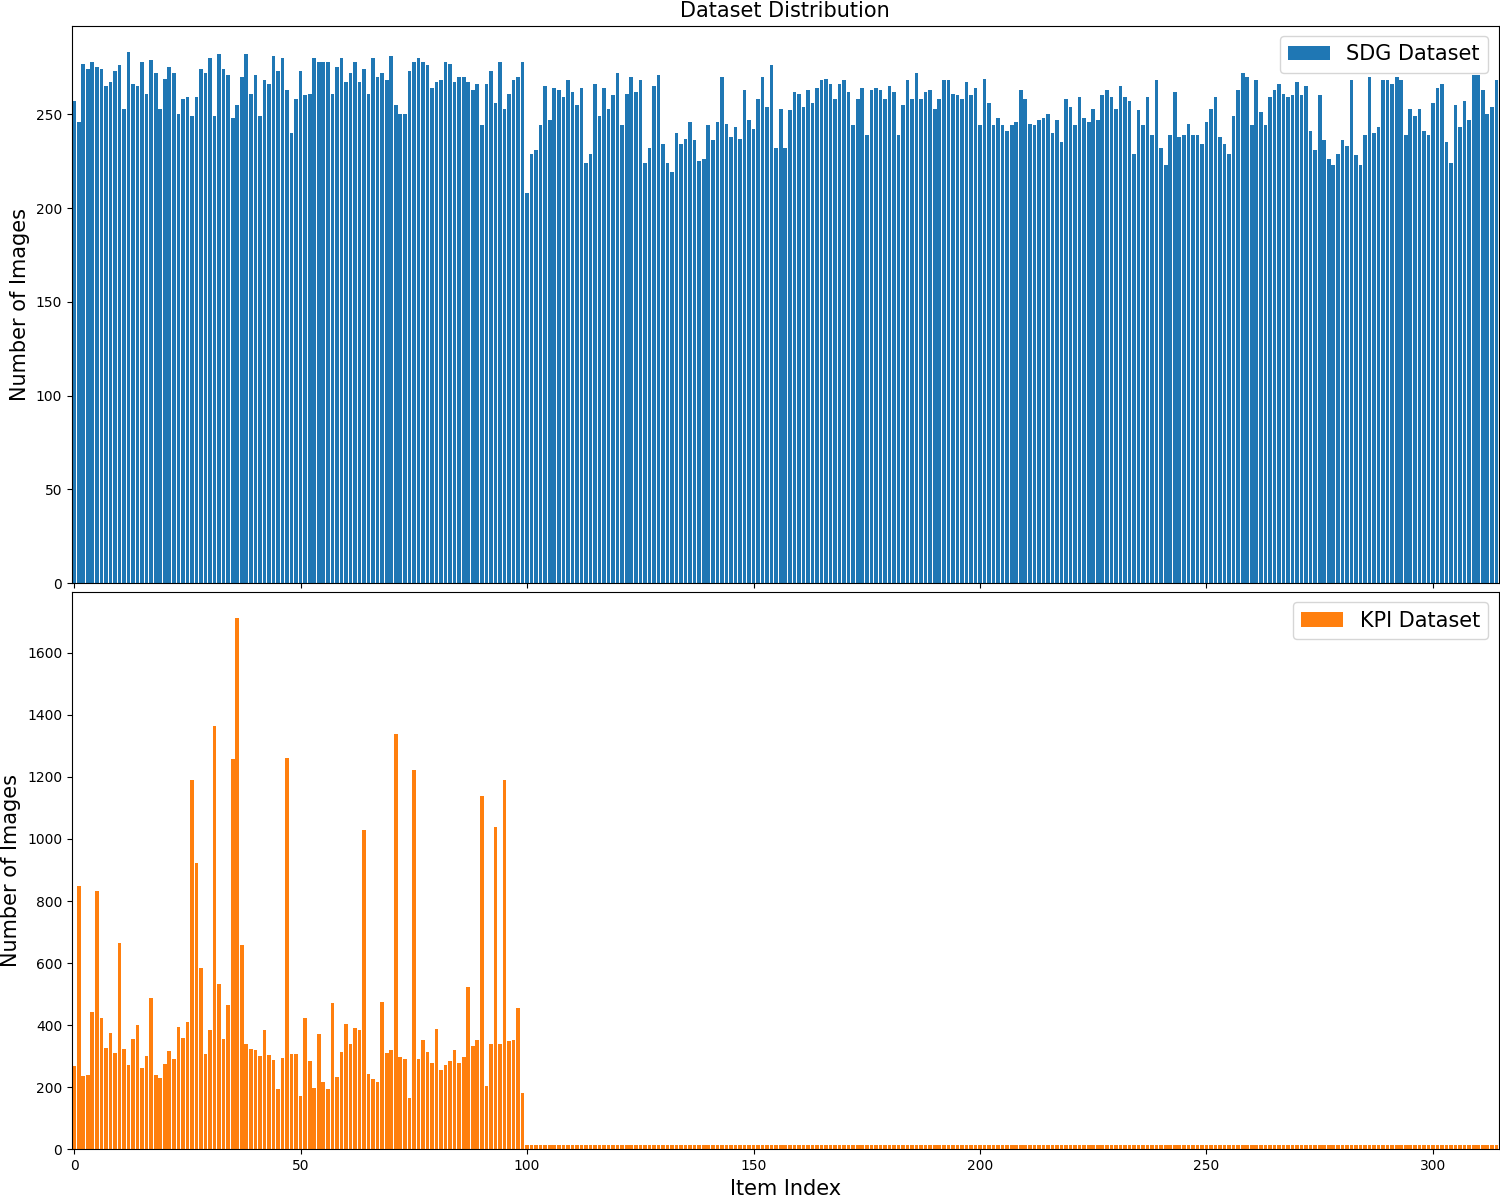 Dataset Distribution
SDG Dataset
Number of Images
250
200
150
100
50
0
KPI Dataset
Number of Images
1600
1400
1200
1000
800
600
400
200
0
0 50 100 150 200 250 300
Item Index